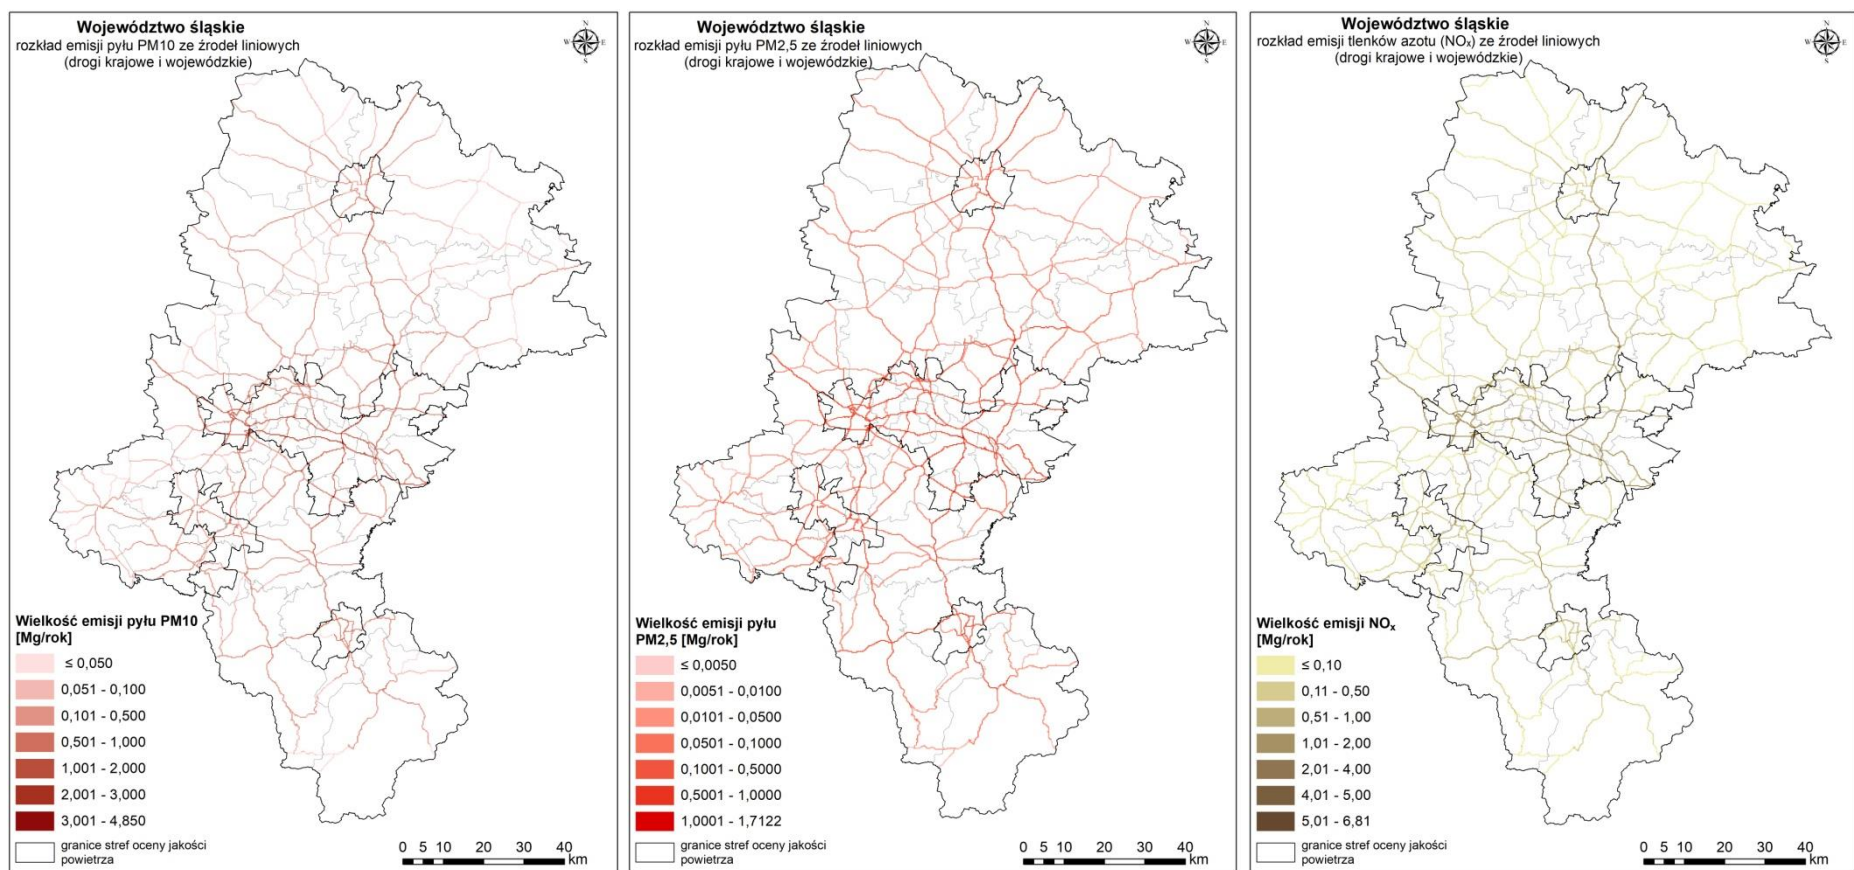 Województwo śląskie
rozkład emisji pyłu PM10 ze źrodeł liniowych
(drogi krajowe i wojewódzkie)
N
W E
S
Wielkość emisji pyłu PM10
[Mg/rok]
≤ 0,050
0,051 - 0,100
0,101 - 0,500
0,501 - 1,000
1,001 - 2,000
2,001 - 3,000
3,001 - 4,850
granice stref oceny jakości
powietrza
0 5 10 20 30 40
km
Województwo śląskie
rozkład emisji pyłu PM2,5 ze źrodeł liniowych
(drogi krajowe i wojewódzkie)
N
W E
S
Wielkość emisji pyłu
PM2,5 [Mg/rok]
≤ 0,0050
0,0051 - 0,0100
0,0101 - 0,0500
0,0501 - 0,1000
0,1001 - 0,5000
0,5001 - 1,0000
1,0001 - 1,7122
granice stref oceny jakości
powietrza
0 5 10 20 30 40
km
Województwo śląskie
rozkład emisji tlenków azotu (NOₓ) ze źrodeł liniowych
(drogi krajowe i wojewódzkie)
N
W E
S
Wielkość emisji NOₓ
[Mg/rok]
≤ 0,10
0,11 - 0,50
0,51 - 1,00
1,01 - 2,00
2,01 - 4,00
4,01 - 5,00
5,01 - 6,81
granice stref oceny jakości
powietrza
0 5 10 20 30 40
km